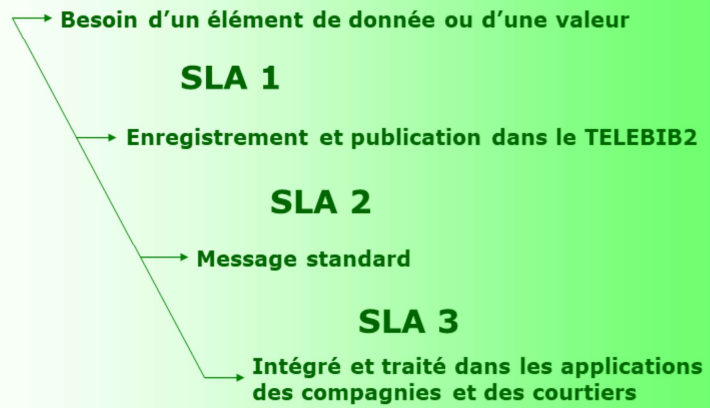 Besoin d'un élément de donnée ou d'une valeur
SLA 1
Enregistrement et publication dans le TELEBIB2
SLA 2
Message standard
SLA 3
Intégré et traité dans les applications
des compagnies et des courtiers